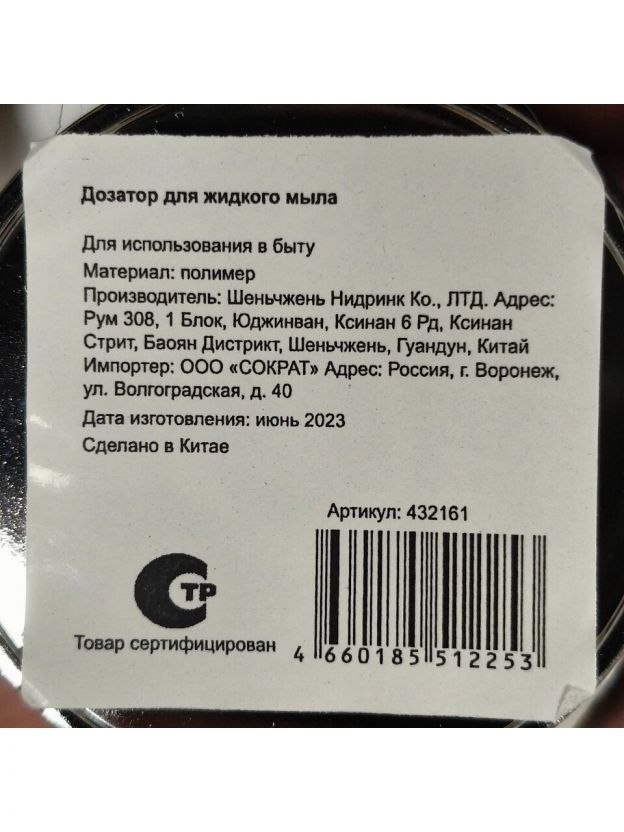 Дозатор для жидкого мыла
Для использования в быту
Материал: полимер
Производитель: Шеньчжень Нидринк Ко., ЛТД. Адрес:
Рум 308, 1 Блок, Юджинван, Ксинан 6 Рд, Ксинан
Стрит, Баоян Дистрикт, Шеньчжень, Гуандун, Китай
Импортер: ООО «СОКРАТ» Адрес: Россия, г. Воронеж,
ул. Волгоградская, д. 40
Дата изготовления: июнь 2023
Сделано в Китае
Артикул: 432161
СТР
Товар сертифицирован
4 660185 512253